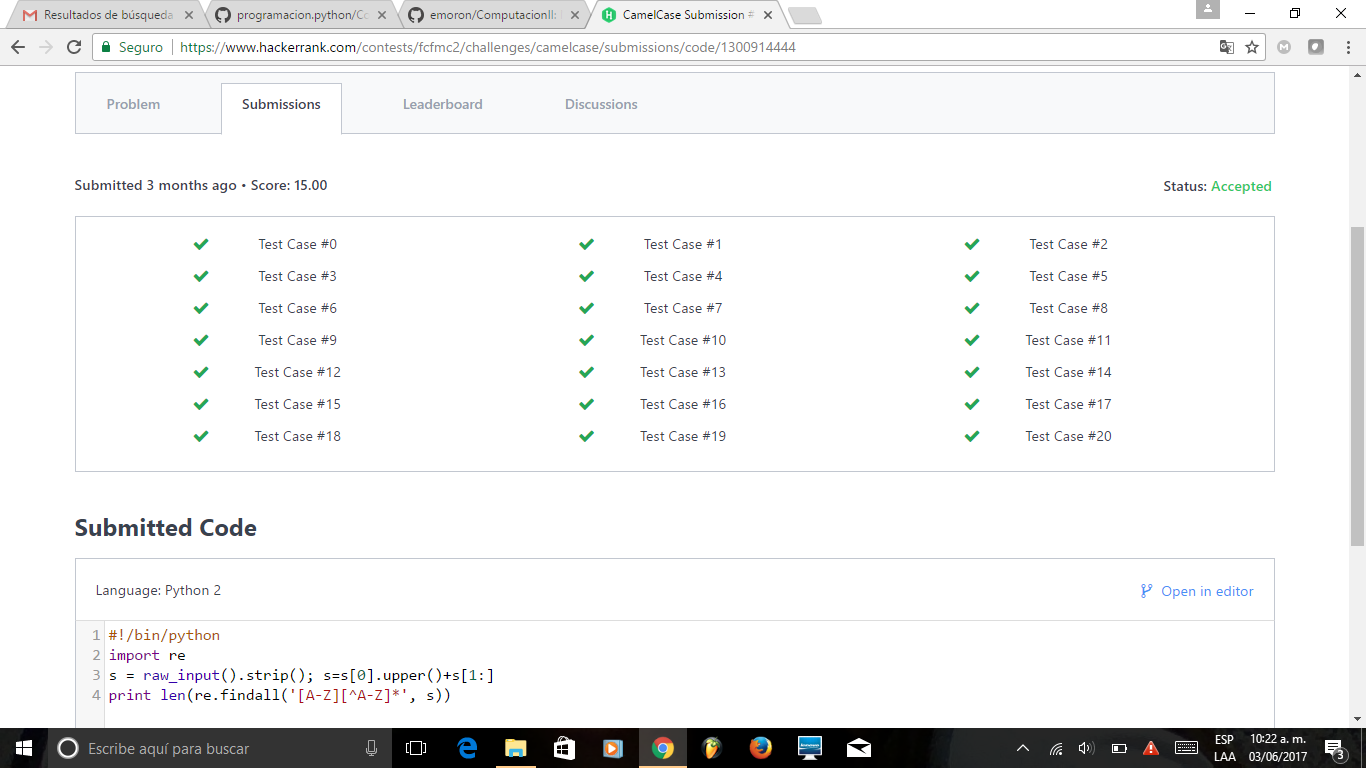 Resultados de búsqueda
programacion.python/Co
emoron/ComputacionII:
CamelCase Submission
Seguro
https://www.hackerrank.com/contests/fcfmc2/challenges/camelcase/submissions/code/1300914444
Problem
Submissions
Leaderboard
Discussions
Submitted 3 months ago • Score: 15.00
Status: Accepted
Test Case #0
Test Case #1
Test Case #2
Test Case #3
Test Case #4
Test Case #5
Test Case #6
Test Case #7
Test Case #8
Test Case #9
Test Case #10
Test Case #11
Test Case #12
Test Case #13
Test Case #14
Test Case #15
Test Case #16
Test Case #17
Test Case #18
Test Case #19
Test Case #20
Submitted Code
Language: Python 2
Open in editor
1 #!/bin/python
2 import re
3 s = raw_input().strip(); s=s[0].upper()+s[1:]
4 print len(re.findall('[A-Z][^A-Z]*', s))
Escribe aquí para buscar
ESP
LAA
10:22 a. m.
03/06/2017
3